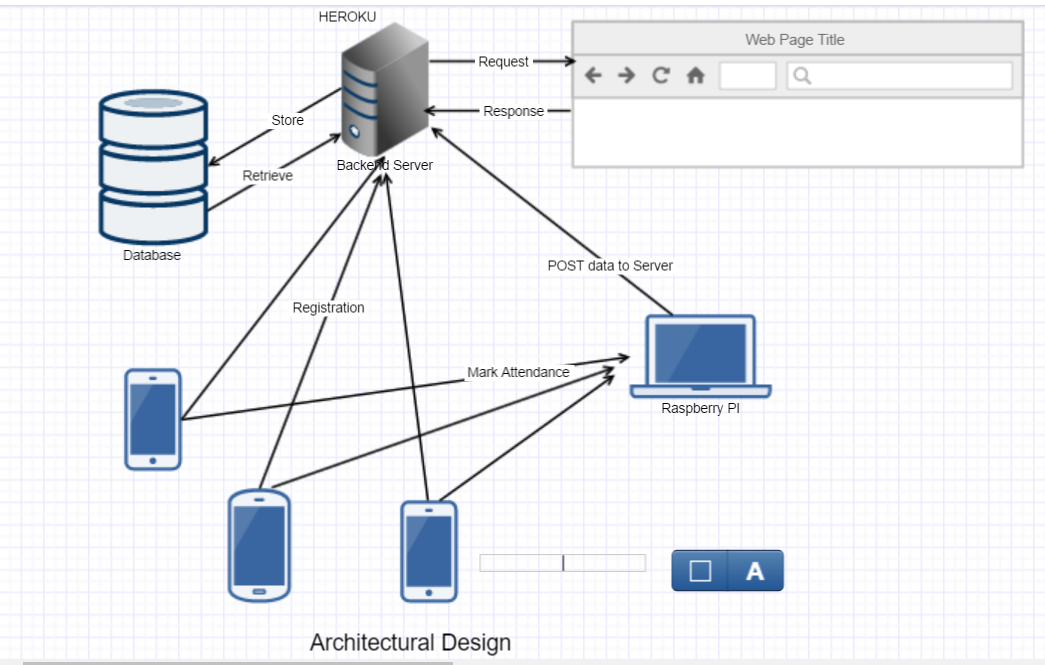 HEROKU
Web Page Title
Request
Response
Store
Backend Server
Retrieve
Database
POST data to Server
Registration
Mark Attendance
Raspberry PI
A
Architectural Design